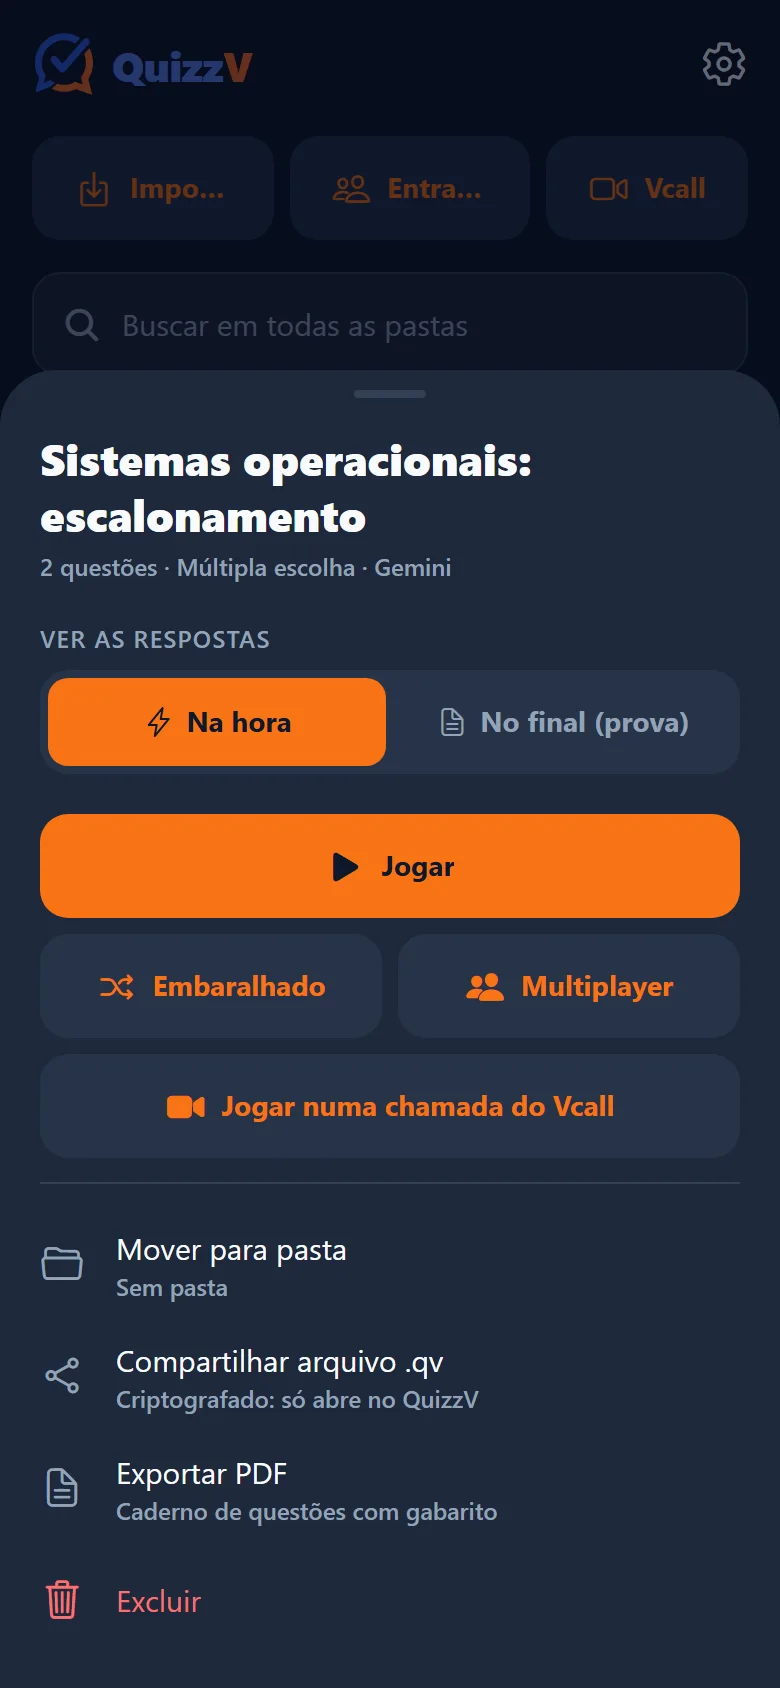 QuizzV
Impo...
Entra...
Vcall
Buscar em todas as pastas
Sistemas operacionais:
escalonamento
2 questões · Múltipla escolha · Gemini
VER AS RESPOSTAS
Na hora
No final (prova)
Jogar
Embaralhado
Multiplayer
Jogar numa chamada do Vcall
Mover para pasta
Sem pasta
Compartilhar arquivo .qv
Criptografado: só abre no QuizzV
Exportar PDF
Caderno de questões com gabarito
Excluir